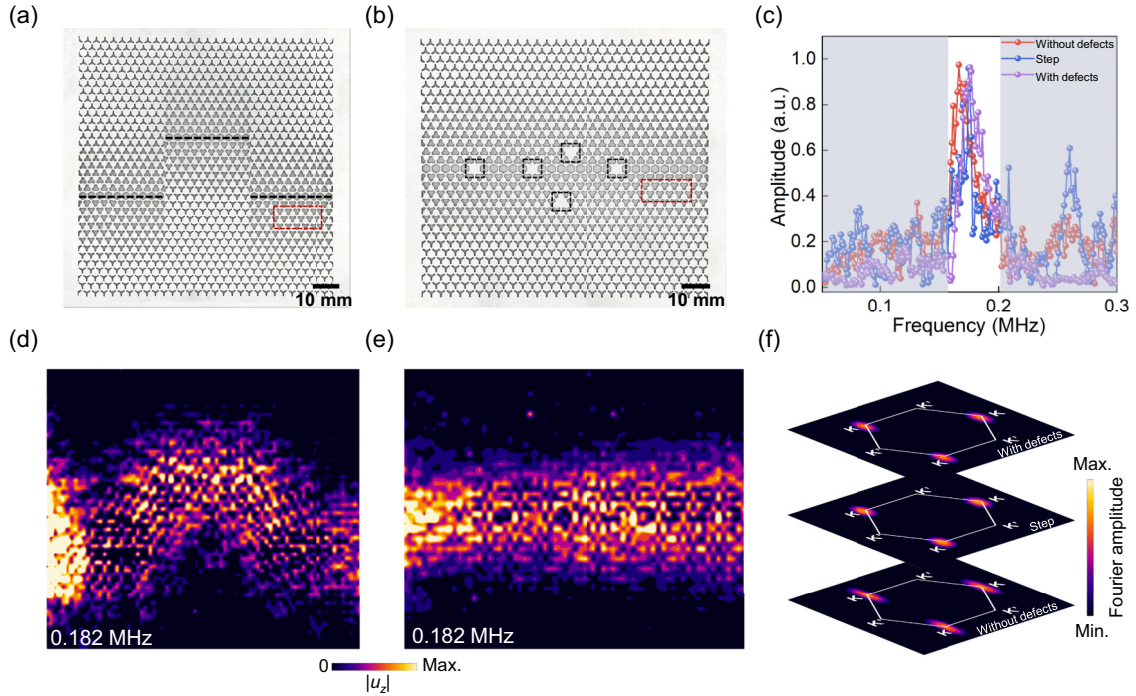 (a)
10 mm
(b)
10 mm
(c)
Without defects
Step
With defects
Amplitude (a.u.)
1.0
0.8
0.6
0.4
0.2
0.0
0.1
0.2
0.3
Frequency (MHz)
(d)
0.182 MHz
(e)
0.182 MHz
0
Max.
|u_z|
(f)
K'
K
K
K'
K
With defects
K
K
K'
K
Step
K'
K
K
K'
K
Without defects
Max.
Fourier amplitude
Min.